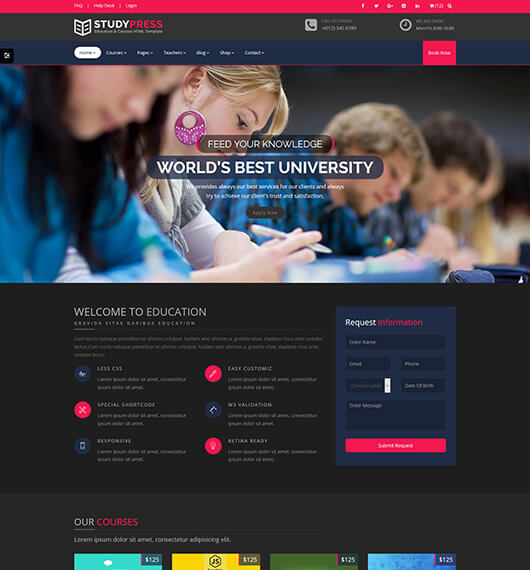 FAQ | Help Desk | Login
(12)
STUDYPRESS
Education & Courses HTML Template
CALL US TODAY!
+(012) 345 6789
WE ARE OPEN!
Mon-Fri 8:00-16:00
Home Courses Pages Teachers Blog Shop Contact
Book Now
FEED YOUR KNOWLEDGE
WORLD'S BEST UNIVERSITY
We provides always our best services for our clients and always
try to achieve our client's trust and satisfaction.
Apply Now
WELCOME TO EDUCATION
GRAVIDA VITAE DAPIBUS EDUCATION
Cum sociis natoque penatibus et ultrices volutpat. Nullam wisi ultricies a, gravida vitae, dapibus risus ante sodales
lectus.Cum sociis natoque penatibus et ultrices volutpat. Nullam wisi ultricies a, gravida vitae, dapibus risus ante
sodales lectus
LESS CSS
Lorem ipsum dolor sit amet, consectetur
ipsum dolor sit amet.
EASY CUSTOMIZ
Lorem ipsum dolor sit amet, consectetur
ipsum dolor sit amet.
SPECIAL SHORTCODE
Lorem ipsum dolor sit amet, consectetur
ipsum dolor sit amet.
W3 VALIDATION
Lorem ipsum dolor sit amet, consectetur
ipsum dolor sit amet.
RESPONSIVE
Lorem ipsum dolor sit amet, consectetur
ipsum dolor sit amet.
RETINA READY
Lorem ipsum dolor sit amet, consectetur
ipsum dolor sit amet.
Request Information
Enter Name
Email Phone
Choose Subje Date Of Birth
Enter Message
Submit Request
OUR COURSES
Lorem ipsum dolor sit amet, consectetur adipisicing elit.
$125 $125 $125 $125
JS